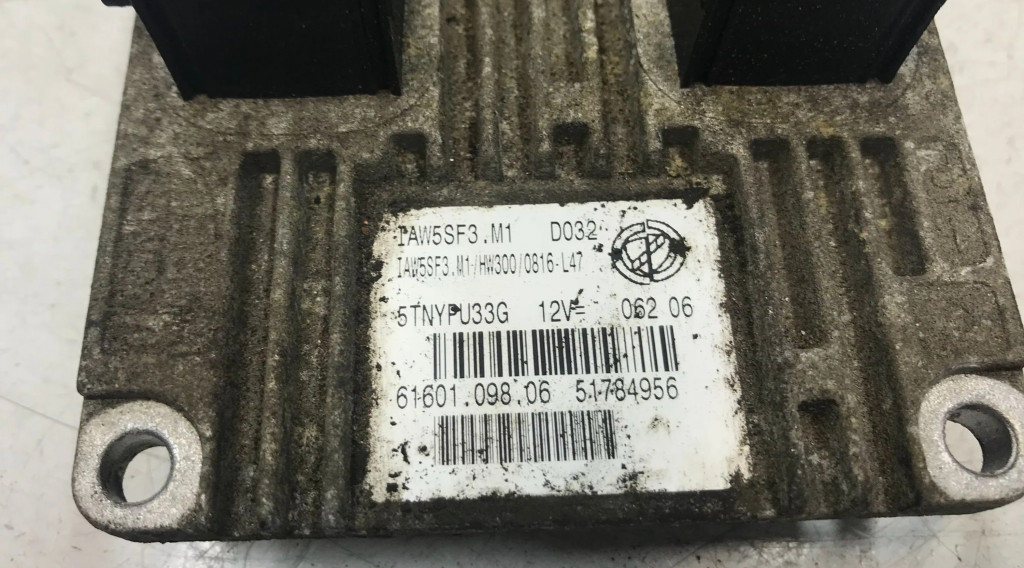 IAW5SF3.M1 D032
IAW5SF3.M1/HW300/0816-L47
5TNYPU33G 12V= 062 06
61601.098.06 51784956